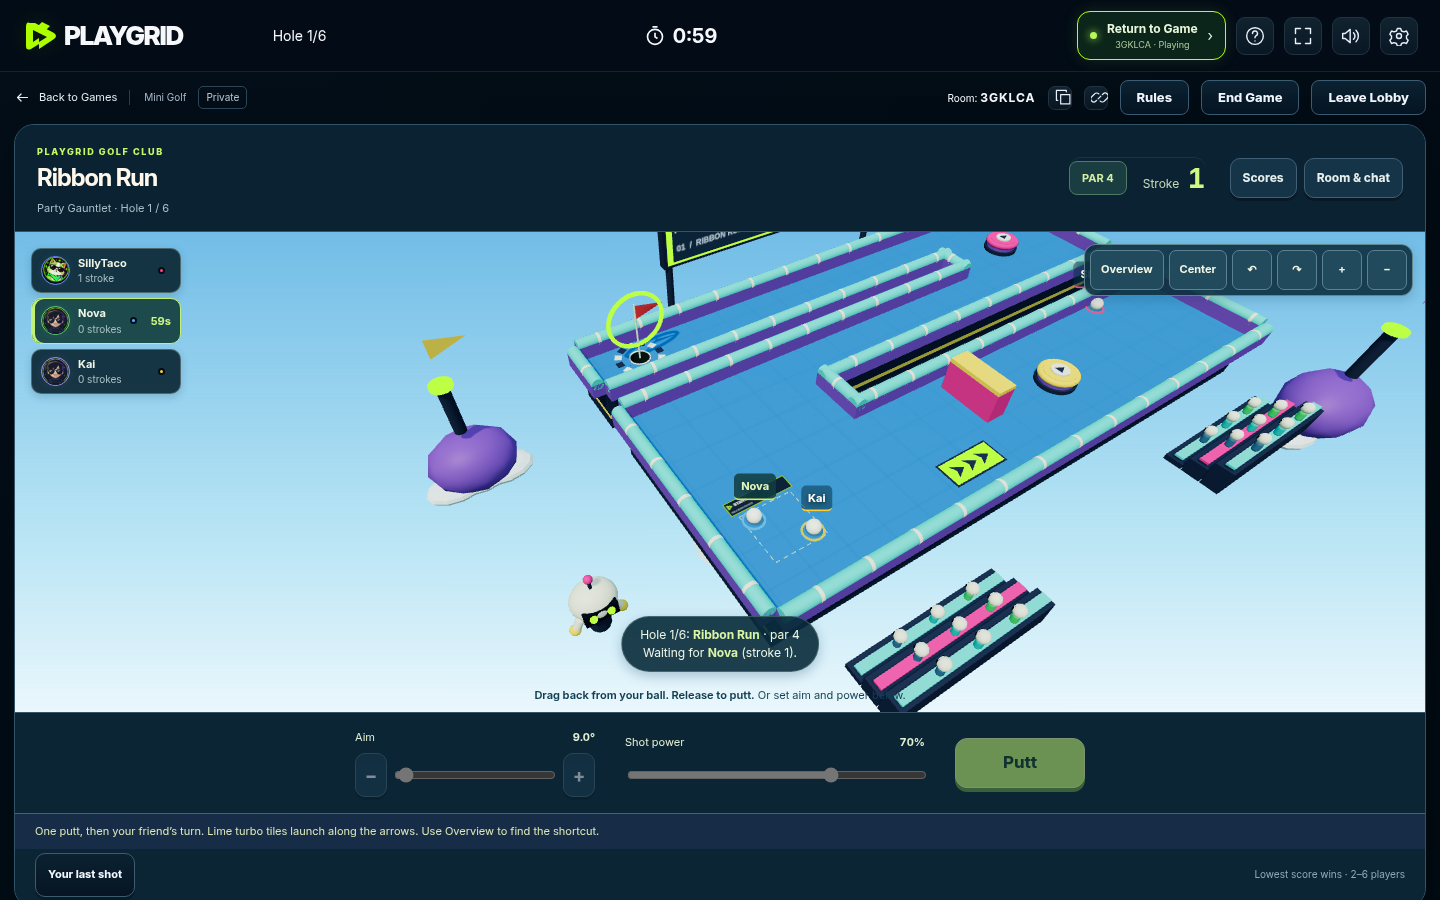 PLAYGRID
Hole 1/6
0:59
Return to Game
3GKLCA · Playing
Back to Games
Mini Golf
Private
Room: 3GKLCA
Rules
End Game
Leave Lobby
PLAYGRID GOLF CLUB
Ribbon Run
Party Gauntlet · Hole 1 / 6
PAR 4
Stroke 1
Scores
Room & chat
SillyTaco
1 stroke
Nova
0 strokes
59s
Kai
0 strokes
01 / RIBBON
Overview
Center
+
−
Nova
Kai
Hole 1/6: Ribbon Run · par 4
Waiting for Nova (stroke 1).
Drag back from your ball. Release to putt. Or set aim and power below.
Aim
9.0°
−
+
Shot power
70%
Putt
One putt, then your friend’s turn. Lime turbo tiles launch along the arrows. Use Overview to find the shortcut.
Your last shot
Lowest score wins · 2–6 players